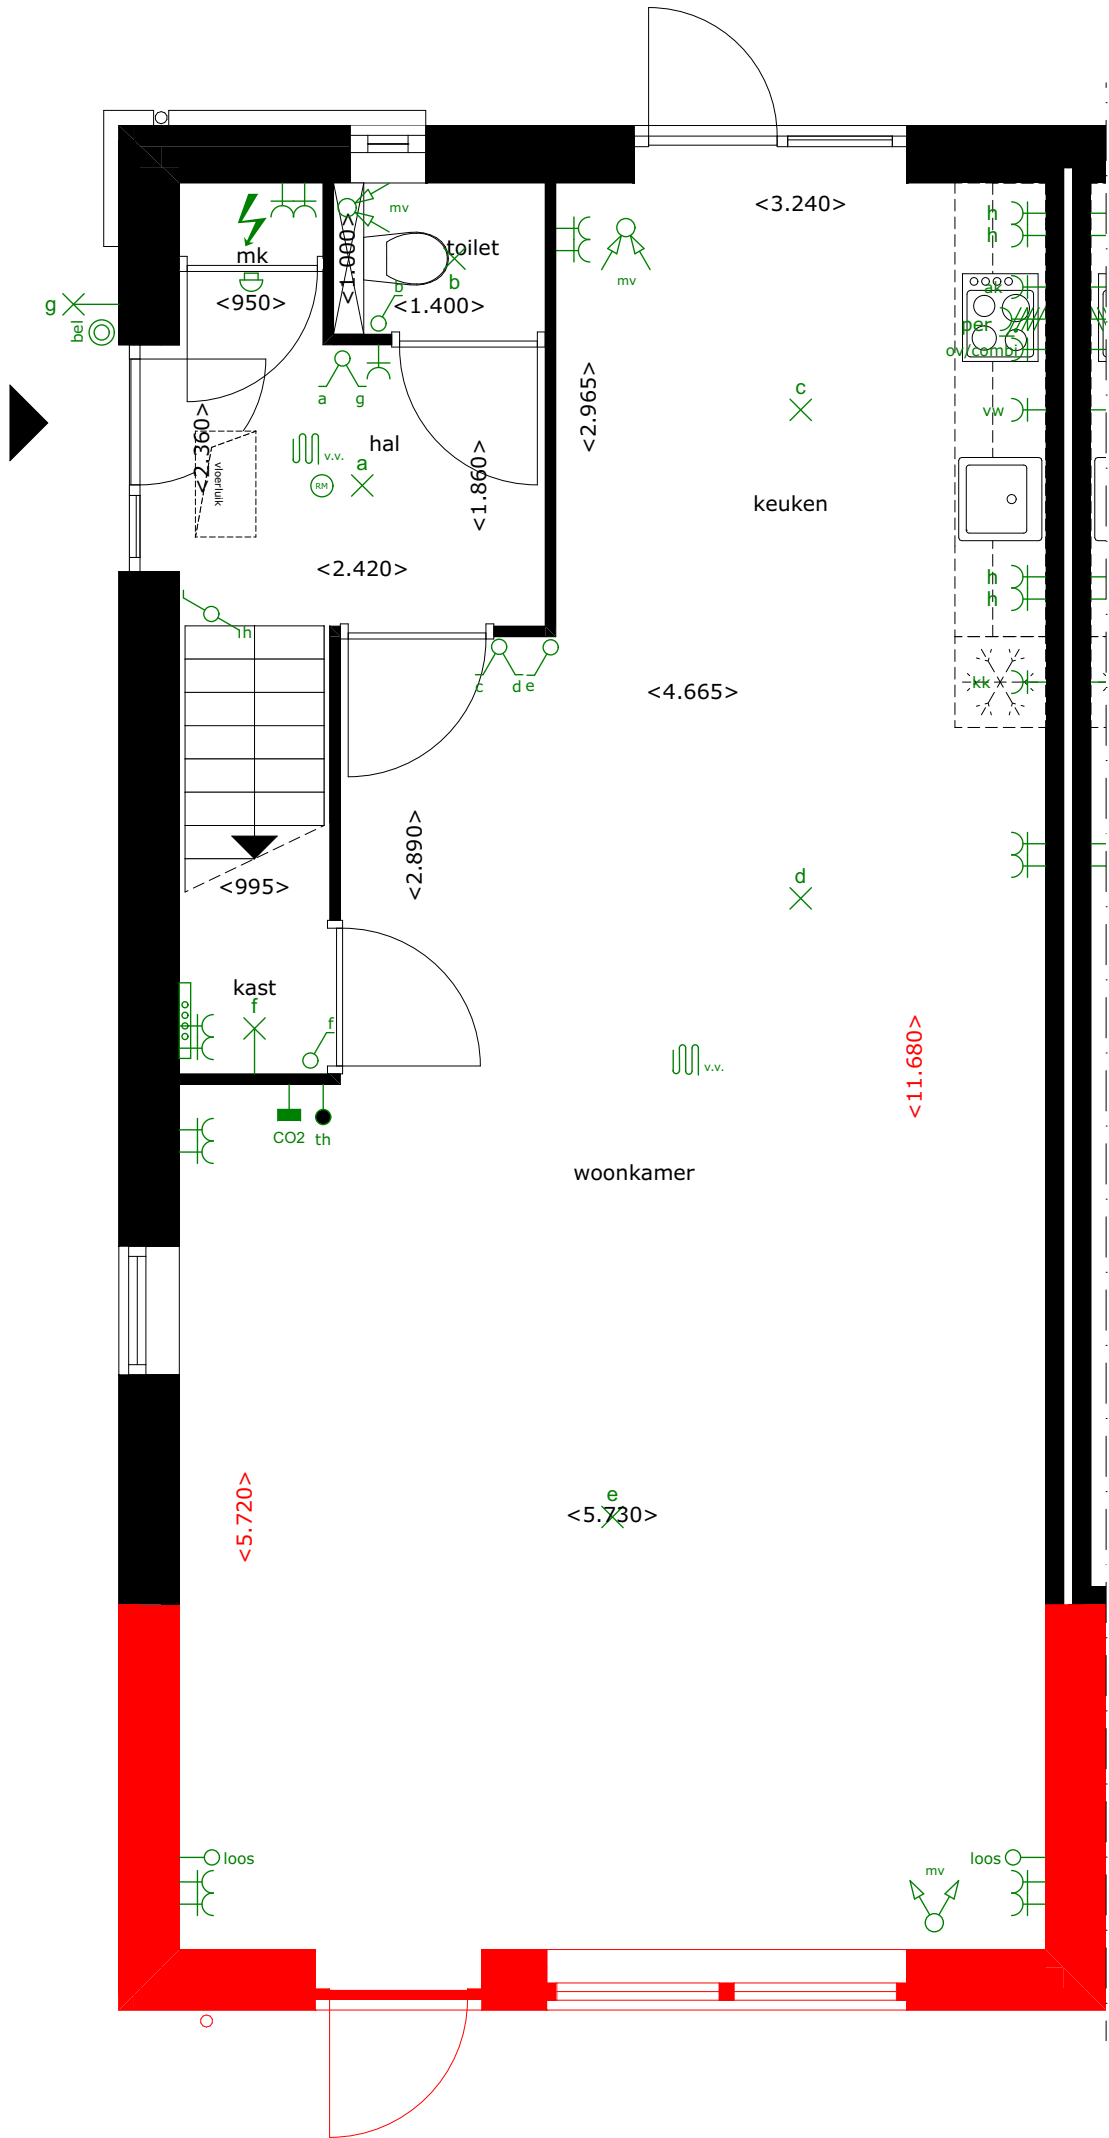 <3.240>
h
h
mv
toilet
mk
b
b
mv
<1.000>
<950>
<1.400>
g
bel
ak
per
ov/combi
a
g
<2.965>
c
vw
<2.360>
hal
v.v.
a
RM
vloerluik
<1.860>
keuken
<2.420>
h
h
h
c
d
e
<4.665>
kk
<2.890>
d
<995>
kast
f
f
v.v.
<11.680>
CO2
th
woonkamer
<5.720>
e
<5.730>
loos
loos
mv